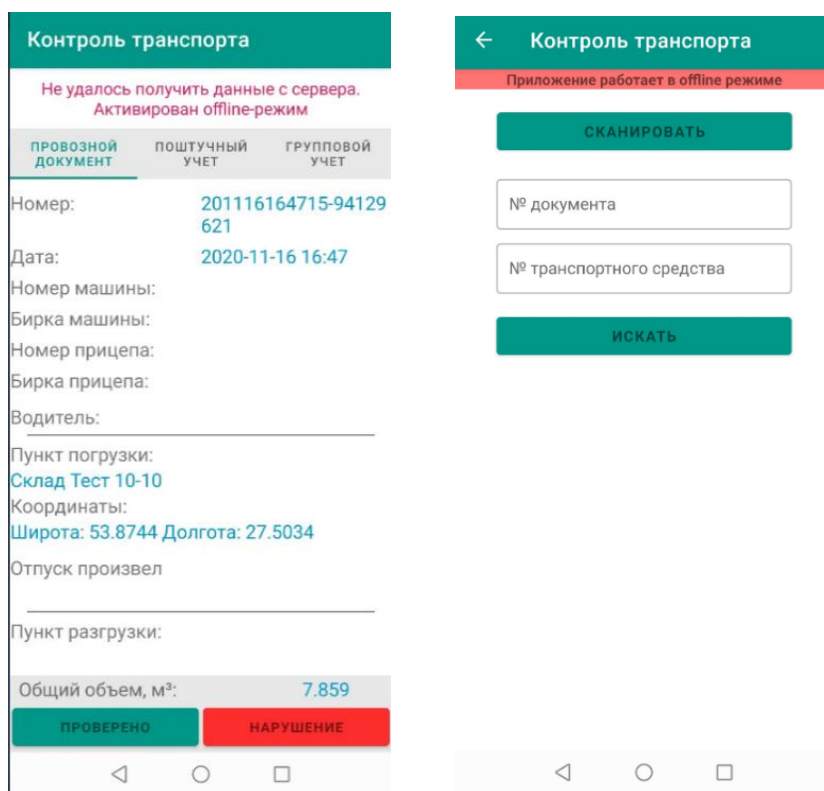 Контроль транспорта
Не удалось получить данные с сервера.
Активирован offline-режим
ПРОВОЗНОЙ ДОКУМЕНТ
ПОШТУЧНЫЙ УЧЕТ
ГРУППОВОЙ УЧЕТ
Номер: 201116164715-94129
621
Дата: 2020-11-16 16:47
Номер машины:
Бирка машины:
Номер прицепа:
Бирка прицепа:
Водитель:
Пункт погрузки:
Склад Тест 10-10
Координаты:
Широта: 53.8744 Долгота: 27.5034
Отпуск произвел
Пункт разгрузки:
Общий объем, м³: 7.859
ПРОВЕРЕНО НАРУШЕНИЕ
← Контроль транспорта
Приложение работает в offline режиме
СКАНИРОВАТЬ
№ документа
№ транспортного средства
ИСКАТЬ